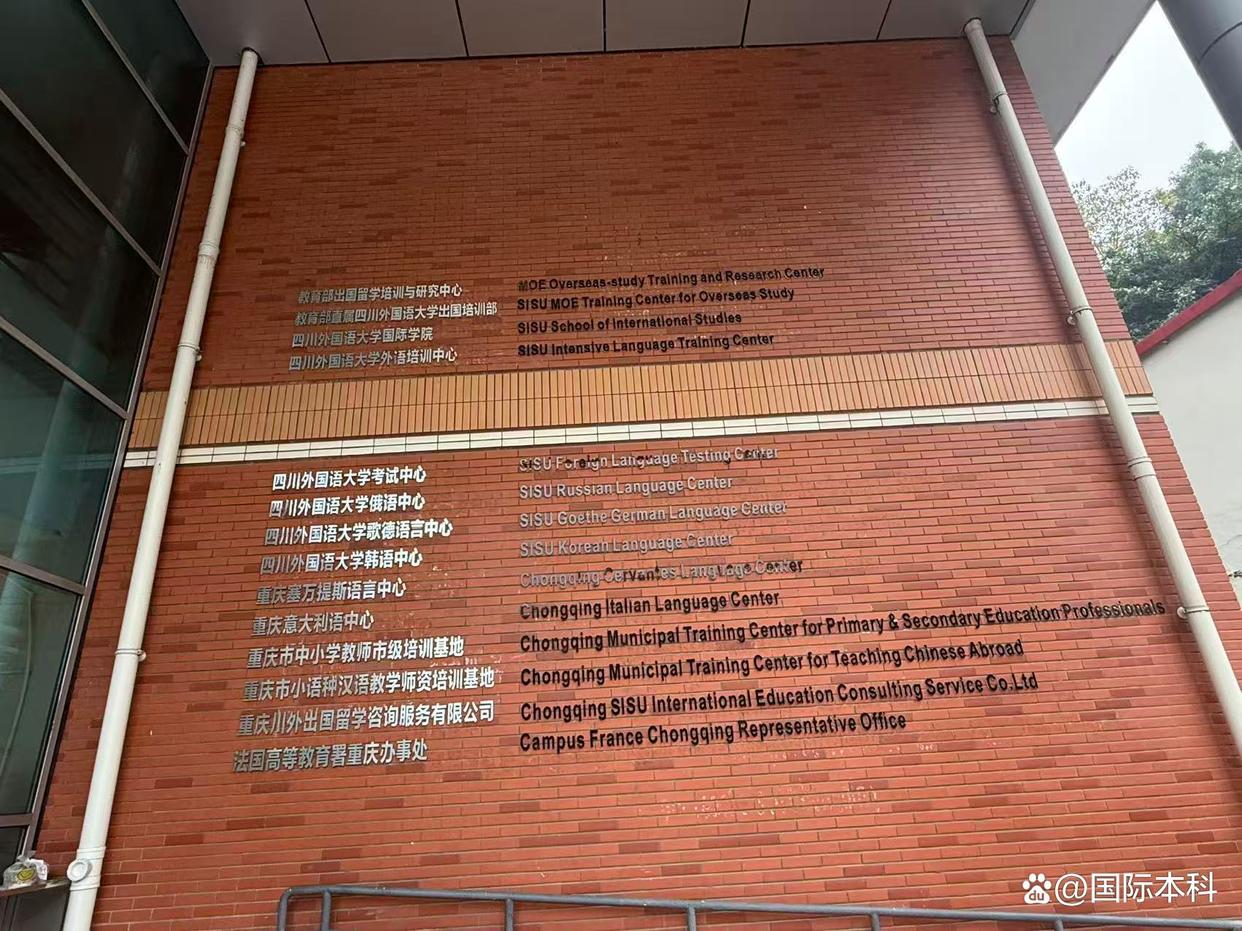 教育部出国留学培训与研究中心 MOE Overseas-study Training and Research Center
教育部直属四川外国语大学出国培训部 SISU MOE Training Center for Overseas Study
四川外国语大学国际学院 SISU School of International Studies
四川外国语大学外语培训中心 SISU Intensive Language Training Center
四川外国语大学考试中心 SISU Foreign Language Testing Center
四川外国语大学俄语中心 SISU Russian Language Center
四川外国语大学歌德语言中心 SISU Goethe German Language Center
四川外国语大学韩语中心 SISU Korean Language Center
重庆塞万提斯语言中心 Chongqing Cervantes Language Center
重庆意大利语中心 Chongqing Italian Language Center
重庆市中小学教师市级培训基地 Chongqing Municipal Training Center for Primary & Secondary Education Professionals
重庆市小语种汉语教学师资培训基地 Chongqing Municipal Training Center for Teaching Chinese Abroad
重庆川外出国留学咨询服务有限公司 Chongqing SISU International Education Consulting Service Co.Ltd
法国高等教育署重庆办事处 Campus France Chongqing Representative Office
@国际本科